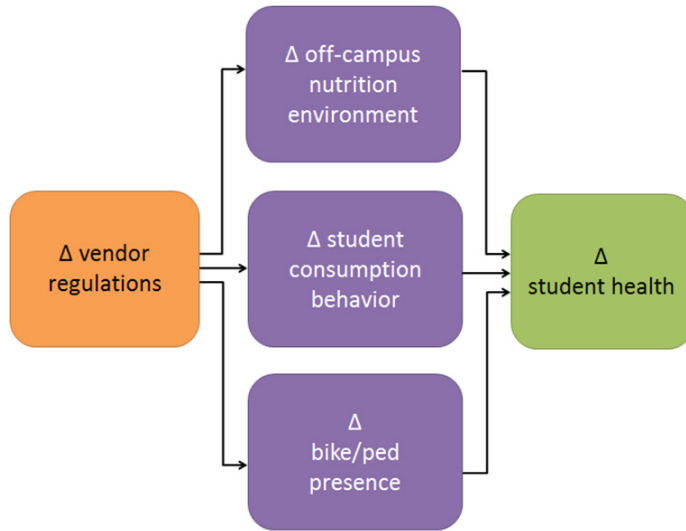 Δ off-campus
nutrition
environment
Δ vendor
regulations
Δ student
consumption
behavior
Δ
student health
Δ
bike/ped
presence